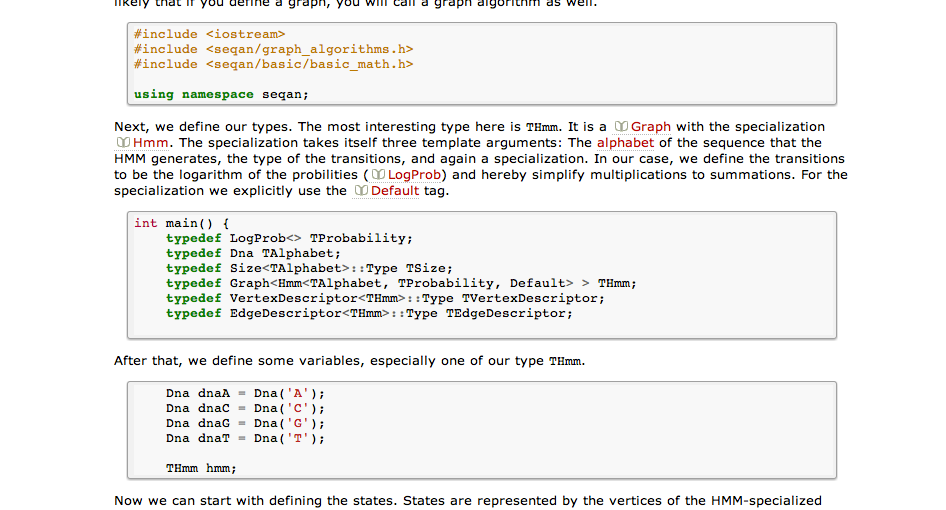 likely that if you define a graph, you will call a graph algorithm as well.
#include <iostream>
#include <seqan/graph_algorithms.h>
#include <seqan/basic/basic_math.h>
using namespace seqan;
Next, we define our types. The most interesting type here is THmm. It is a Graph with the specialization
Hmm. The specialization takes itself three template arguments: The alphabet of the sequence that the
HMM generates, the type of the transitions, and again a specialization. In our case, we define the transitions
to be the logarithm of the probilities (LogProb) and hereby simplify multiplications to summations. For the
specialization we explicitly use the Default tag.
int main() {
    typedef LogProb<> TProbability;
    typedef Dna TAlphabet;
    typedef Size<TAlphabet>::Type TSize;
    typedef Graph<Hmm<TAlphabet, TProbability, Default> > THmm;
    typedef VertexDescriptor<THmm>::Type TVertexDescriptor;
    typedef EdgeDescriptor<THmm>::Type TEdgeDescriptor;
After that, we define some variables, especially one of our type THmm.
    Dna dnaA = Dna('A');
    Dna dnaC = Dna('C');
    Dna dnaG = Dna('G');
    Dna dnaT = Dna('T');
    THmm hmm;
Now we can start with defining the states. States are represented by the vertices of the HMM-specialized